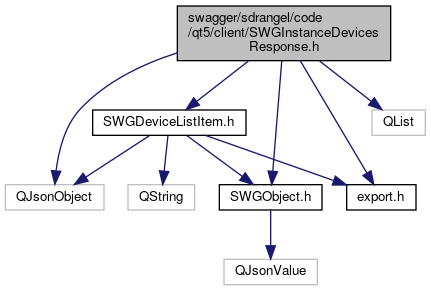 swagger/sdrangel/code
/qt5/client/SWGInstanceDevices
Response.h
SWGDeviceListItem.h
QList
QJsonObject
QString
SWGObject.h
export.h
QJsonValue